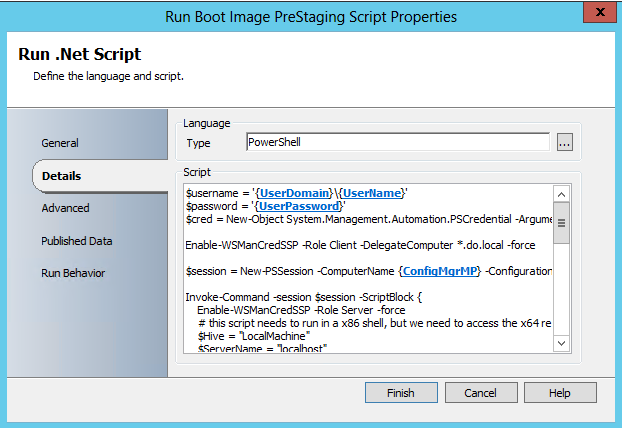 Run Boot Image PreStaging Script Properties
x
Run .Net Script
Define the language and script.
General
Details
Advanced
Published Data
Run Behavior
Language
Type
PowerShell
...
Script
$username = '{UserDomain}\{UserName}'
$password = '{UserPassword}'
$cred = New-Object System.Management.Automation.PSCredential -Argume
Enable-WSManCredSSP -Role Client -DelegateComputer *.do.local -force
$session = New-PSSession -ComputerName {ConfigMgrMP} -Configuration
Invoke-Command -session $session -ScriptBlock {
Enable-WSManCredSSP -Role Server -force
# this script needs to run in a x86 shell, but we need to access the x64 re
$Hive = "LocalMachine"
$ServerName = "localhost"
Finish
Cancel
Help